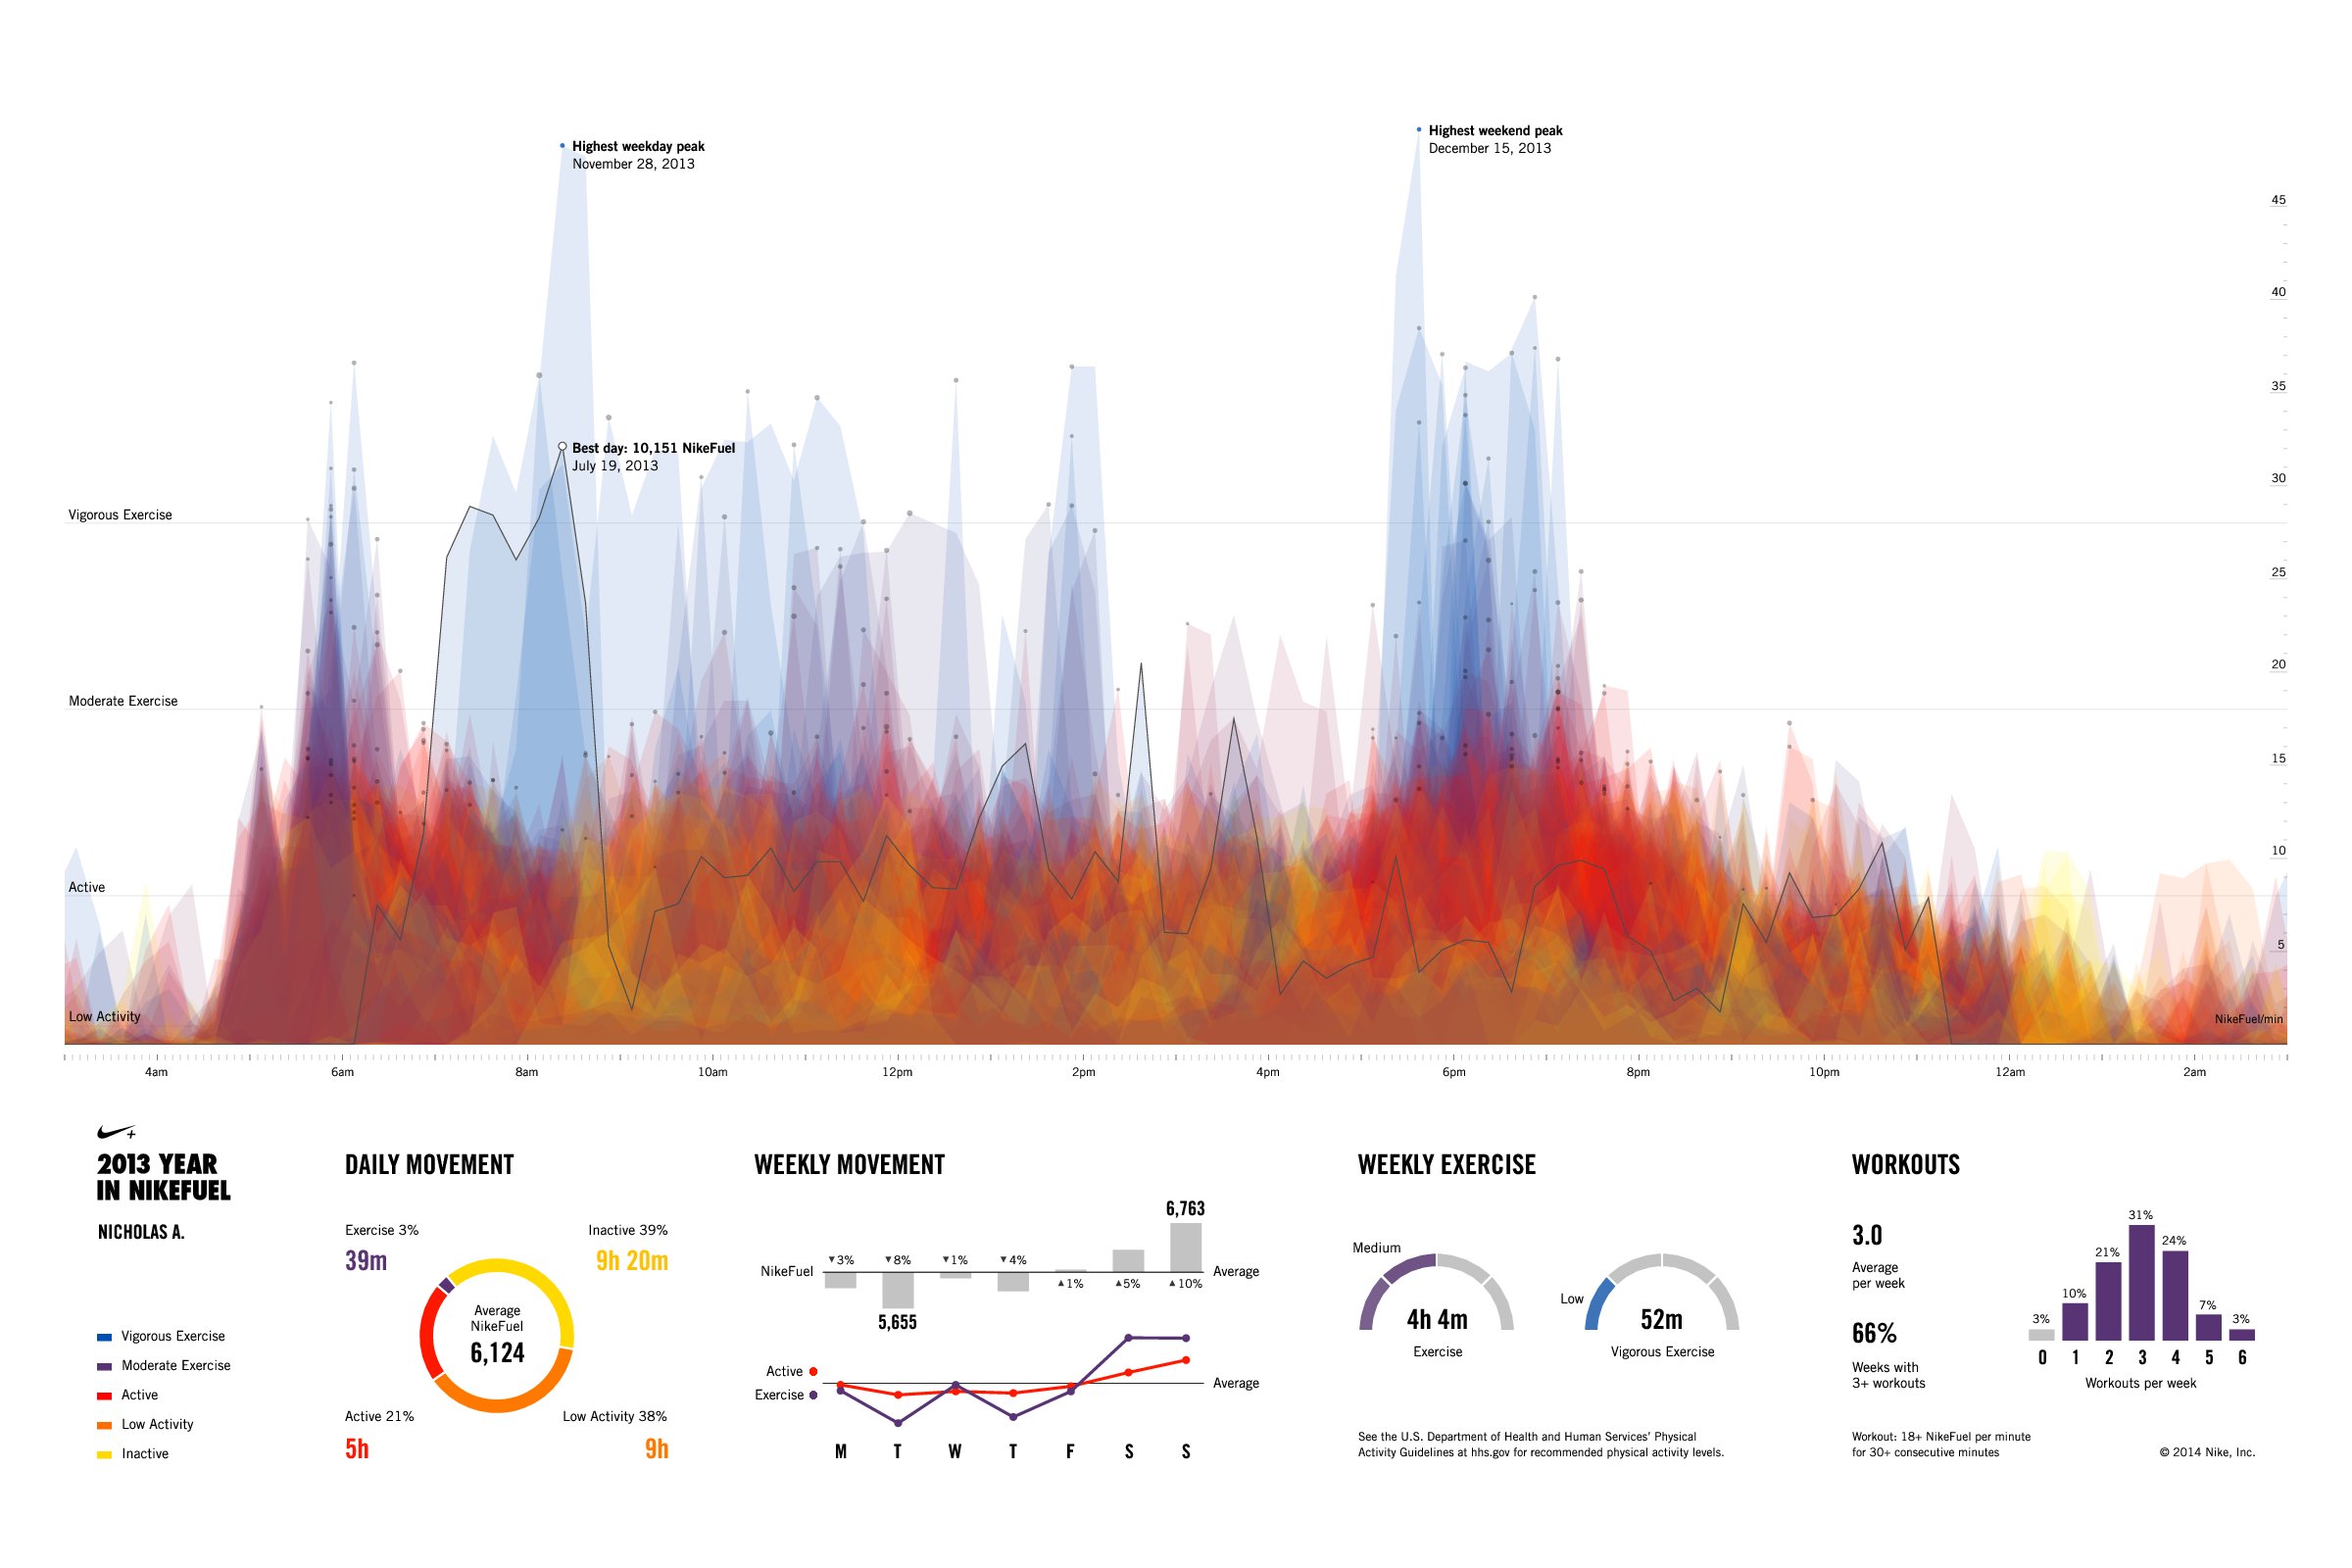 Highest weekday peak
November 28, 2013
Highest weekend peak
December 15, 2013
Best day: 10,151 NikeFuel
July 19, 2013
45
40
35
30
25
20
15
10
5
NikeFuel/min
Vigorous Exercise
Moderate Exercise
Active
Low Activity
4am 6am 8am 10am 12pm 2pm 4pm 6pm 8pm 10pm 12am 2am
2013 YEAR
IN NIKEFUEL
NICHOLAS A.
Vigorous Exercise
Moderate Exercise
Active
Low Activity
Inactive
DAILY MOVEMENT
Exercise 3%
39m
Inactive 39%
9h 20m
Average
NikeFuel
6,124
Active 21%
5h
Low Activity 38%
9h
WEEKLY MOVEMENT
6,763
▼3% ▼8% ▼1% ▼4%
NikeFuel
Average
▲1% ▲5% ▲10%
5,655
Active
Exercise
Average
M T W T F S S
WEEKLY EXERCISE
Medium
4h 4m
Exercise
Low
52m
Vigorous Exercise
See the U.S. Department of Health and Human Services' Physical
Activity Guidelines at hhs.gov for recommended physical activity levels.
WORKOUTS
3.0
Average
per week
66%
Weeks with
3+ workouts
3% 10% 21% 31% 24% 7% 3%
0 1 2 3 4 5 6
Workouts per week
Workout: 18+ NikeFuel per minute
for 30+ consecutive minutes
© 2014 Nike, Inc.